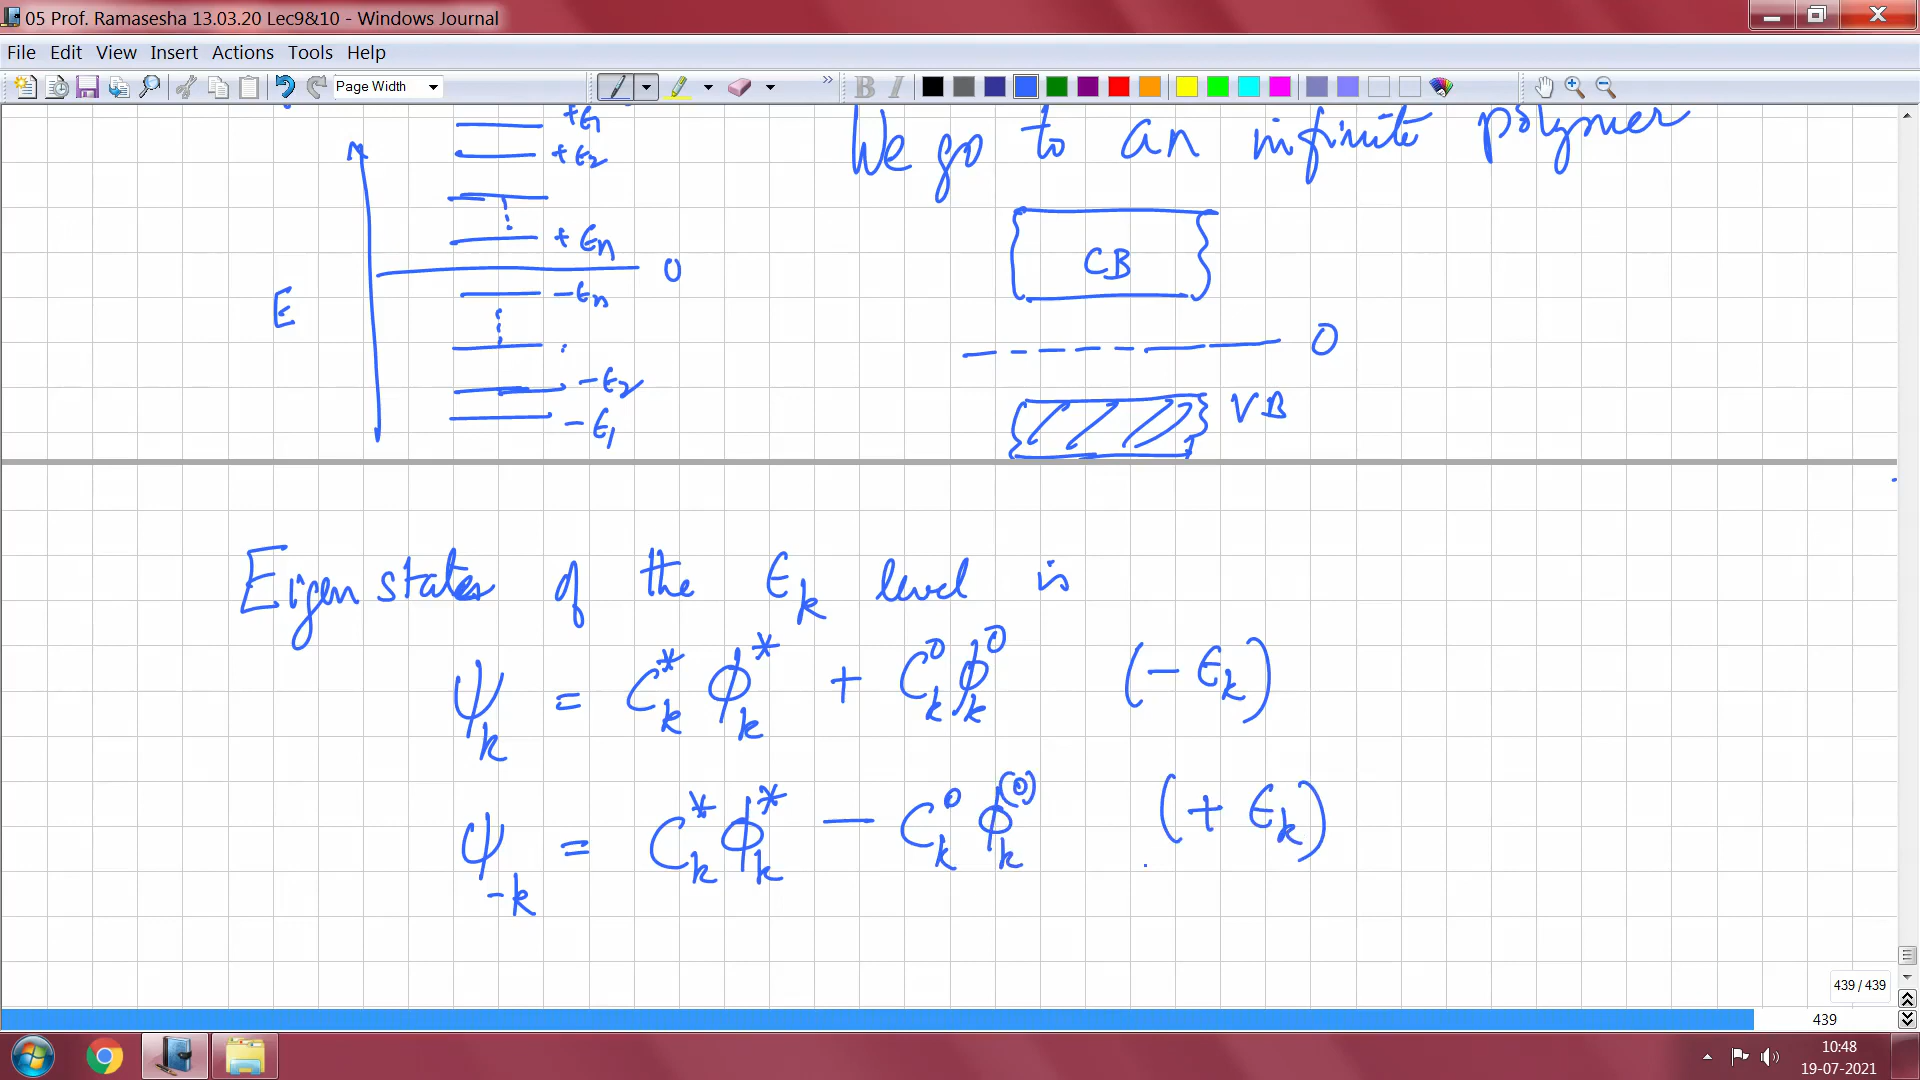 05 Prof. Ramasesha 13.03.20 Lec9&10 - Windows Journal
File Edit View Insert Actions Tools Help
Page Width
B I
+ϵ1
+ϵ2
+ϵn
0
E
-ϵn
-ϵ2
-ϵ1
We go to an infinite polymer
CB
0
VB
Eigen states of the ϵk level is
ψk = Ck* ϕk* + Ck⁰ ϕk⁰ (- ϵk)
ψ-k = Ck* ϕk* - Ck⁰ ϕk⁽⁰⁾ (+ ϵk)
439 / 439
439
10:48
19-07-2021